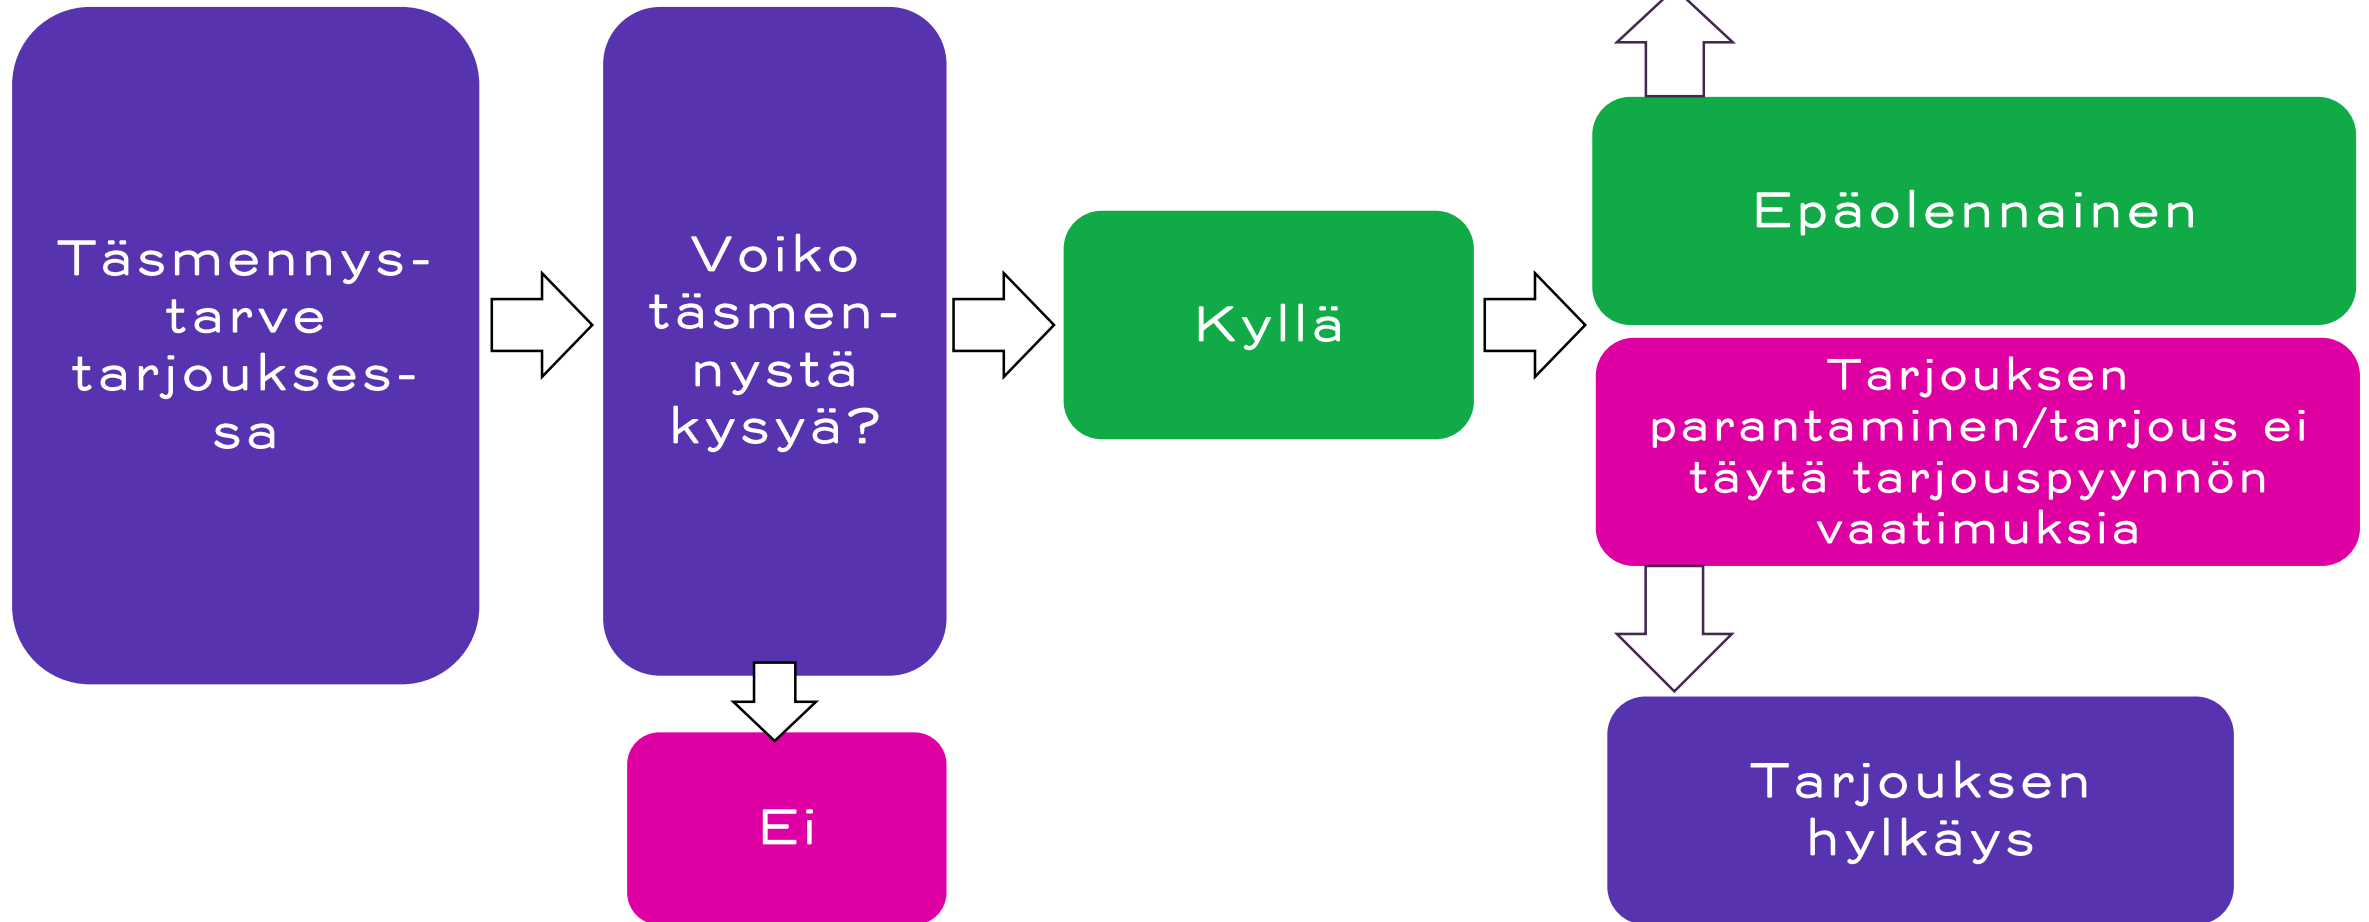 Täsmennys-
tarve
tarjoukses-
sa
Voiko
täsmen-
nystä
kysyä?
Ei
Kyllä
Epäolennainen
Tarjouksen
parantaminen/tarjous ei
täytä tarjouspyynnön
vaatimuksia
Tarjouksen
hylkäys